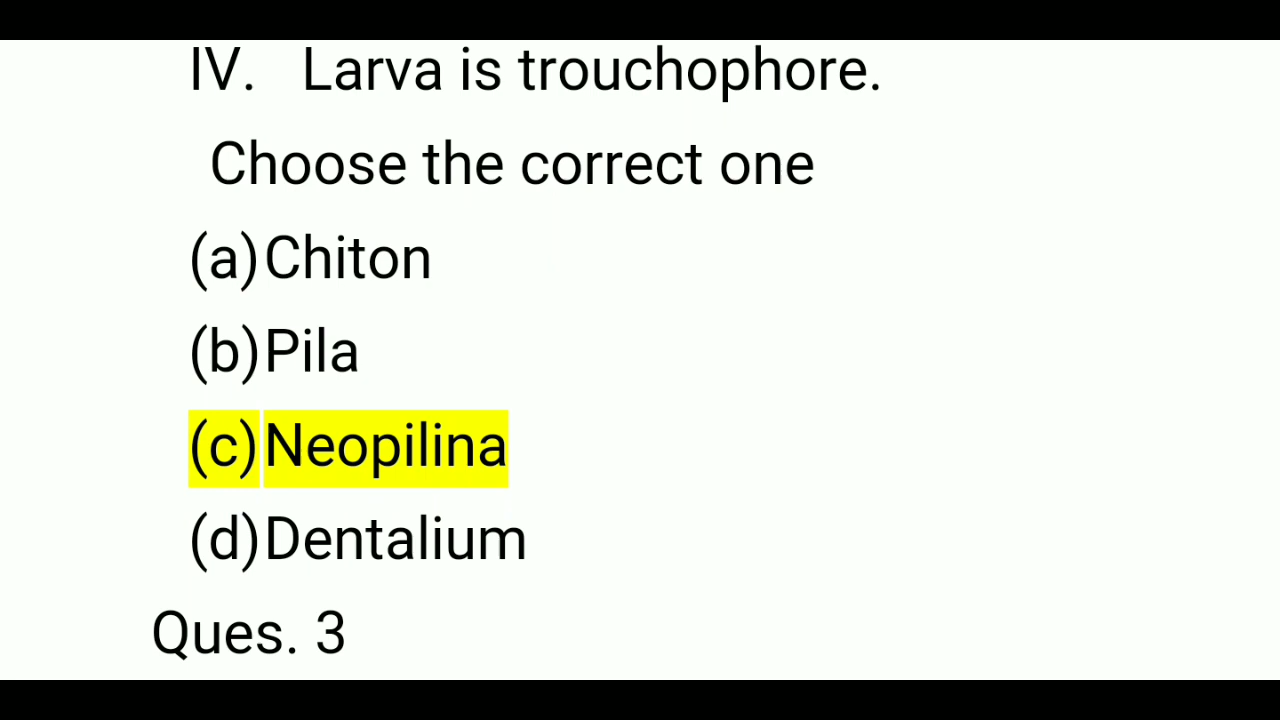 IV. Larva is trouchophore.
Choose the correct one
(a) Chiton
(b) Pila
(c) Neopilina
(d) Dentalium
Ques. 3